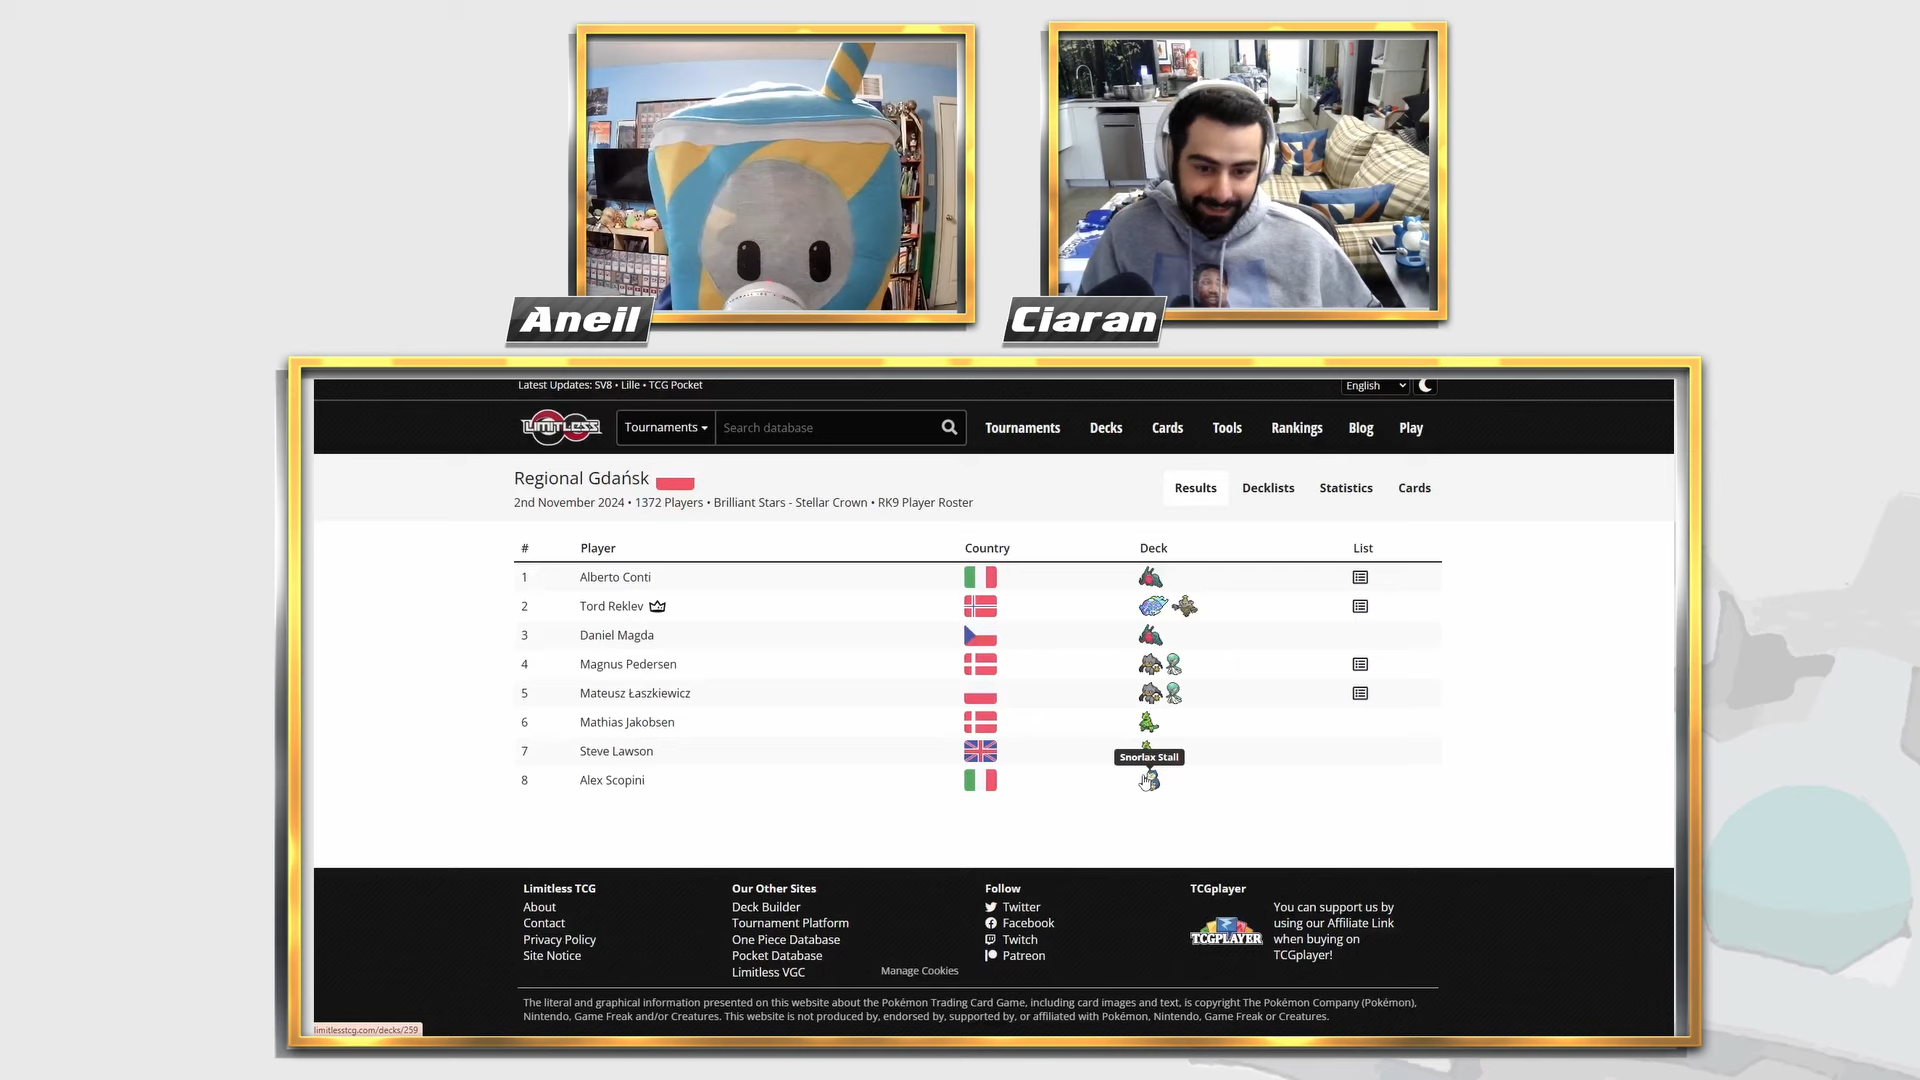 Aneil
Ciaran
Latest Updates: SV8 • Lille • TCG Pocket
English
LIMITLESS
Tournaments
Search database
Tournaments Decks Cards Tools Rankings Blog Play
Regional Gdańsk
2nd November 2024 • 1372 Players • Brilliant Stars - Stellar Crown • RK9 Player Roster
Results Decklists Statistics Cards
# Player Country Deck List
1 Alberto Conti
2 Tord Reklev
3 Daniel Magda
4 Magnus Pedersen
5 Mateusz Łaszkiewicz
6 Mathias Jakobsen
7 Steve Lawson
Snorlax Stall
8 Alex Scopini
Limitless TCG
About
Contact
Privacy Policy
Site Notice
Our Other Sites
Deck Builder
Tournament Platform
One Piece Database
Pocket Database
Limitless VGC
Manage Cookies
Follow
Twitter
Facebook
Twitch
Patreon
TCGplayer
TCGPLAYER
You can support us by
using our Affiliate Link
when buying on
TCGplayer!
The literal and graphical information presented on this website about the Pokémon Trading Card Game, including card images and text, is copyright The Pokémon Company (Pokémon),
Nintendo, Game Freak and/or Creatures. This website is not produced by, endorsed by, supported by, or affiliated with Pokémon, Nintendo, Game Freak or Creatures.
limitlesstcg.com/decks/259